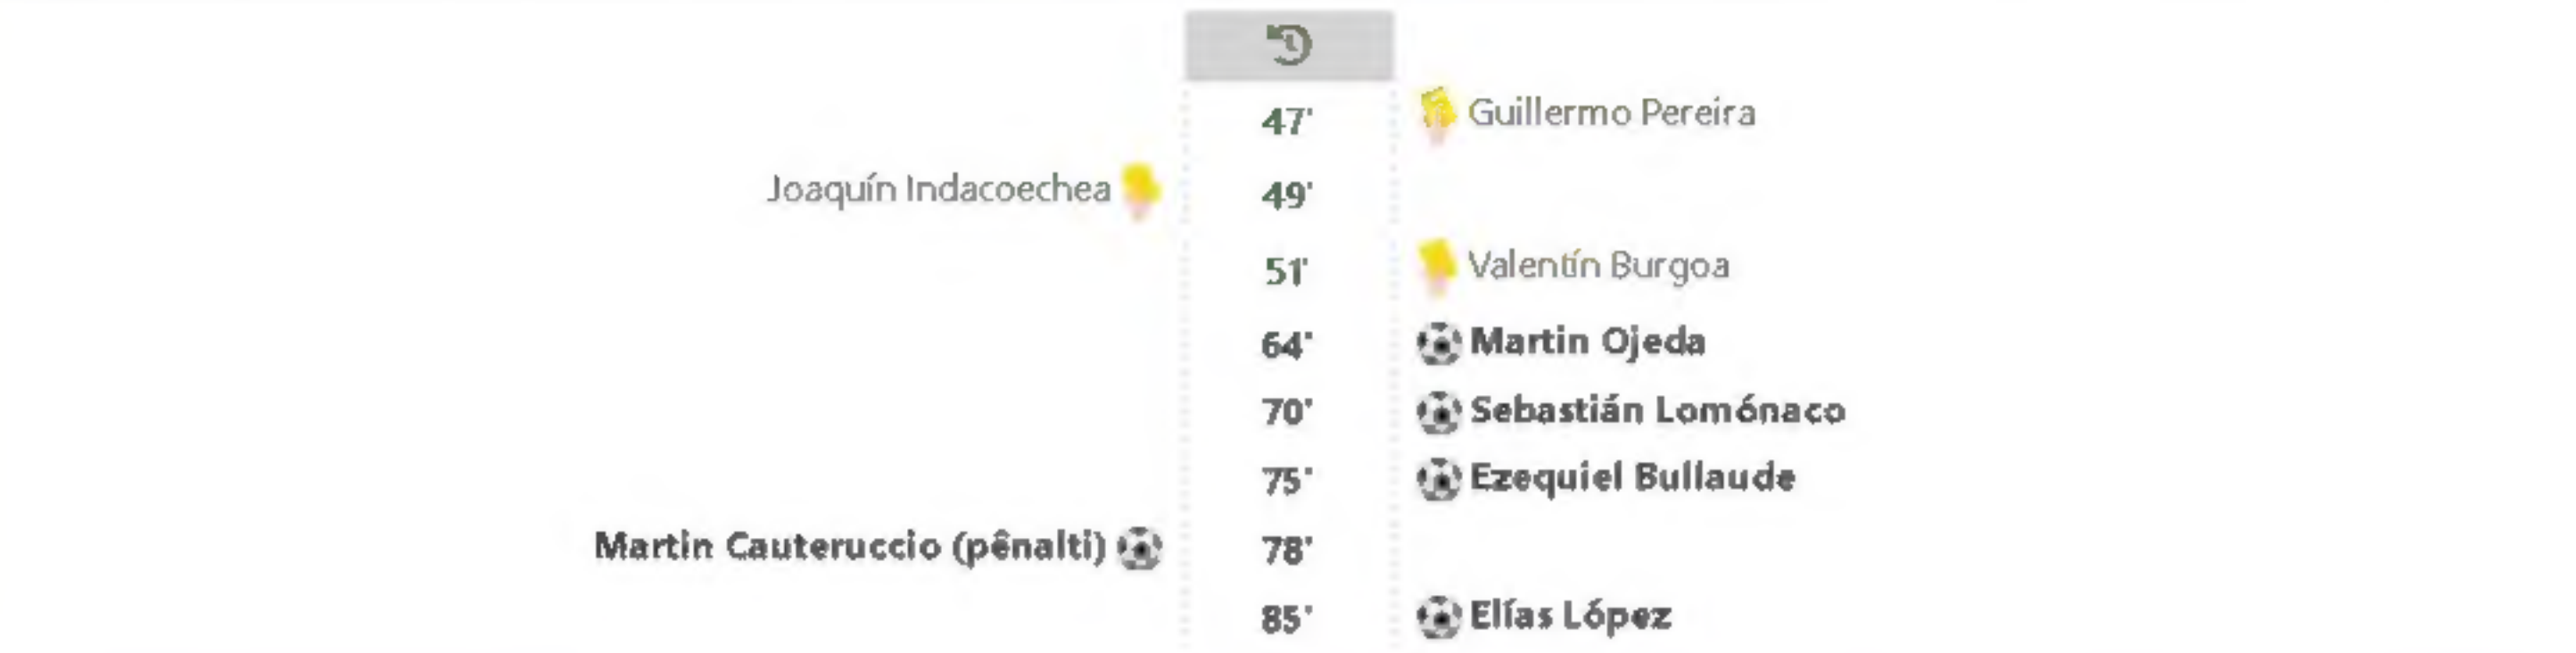 47' Guillermo Pereira
Joaquín Indacoechea 49'
51' Valentín Burgoa
64' Martin Ojeda
70' Sebastián Lomónaco
75' Ezequiel Bullaude
Martin Cauteruccio (pênalti) 78'
85' Elías López